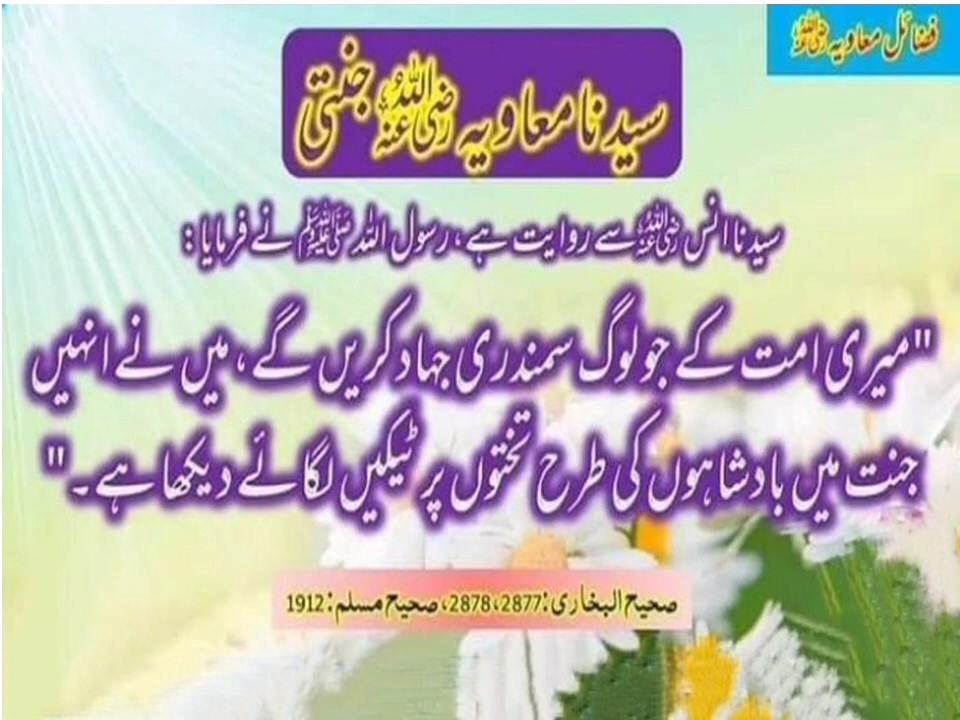 فضائل معاویہ رضی اللہ عنہ
سیدنا معاویہ رضی اللہ عنہ جنتی
سیدنا انس رضی اللہ عنہ سے روایت ہے، رسول اللہ صلی اللہ علیہ وسلم نے فرمایا:
"میری امت کے جو لوگ سمندری جہاد کریں گے، میں نے انہیں
جنت میں بادشاہوں کی طرح تختوں پر ٹیکیں لگائے دیکھا ہے۔"
صحیح البخاری: 2877، 2878، صحیح مسلم: 1912